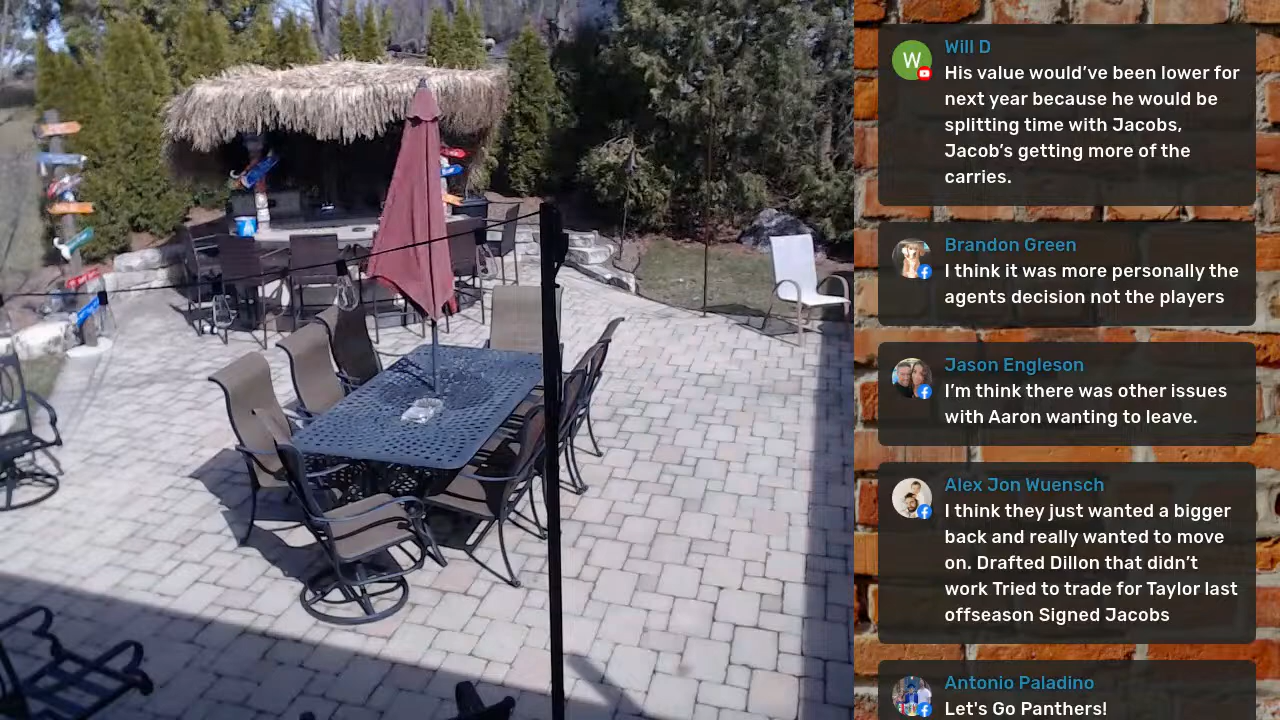 W
Will D
His value would’ve been lower for
next year because he would be
splitting time with Jacobs,
Jacob’s getting more of the
carries.
Brandon Green
I think it was more personally the
agents decision not the players
Jason Engleson
I’m think there was other issues
with Aaron wanting to leave.
Alex Jon Wuensch
I think they just wanted a bigger
back and really wanted to move
on. Drafted Dillon that didn’t
work Tried to trade for Taylor last
offseason Signed Jacobs
Antonio Paladino
Let's Go Panthers!